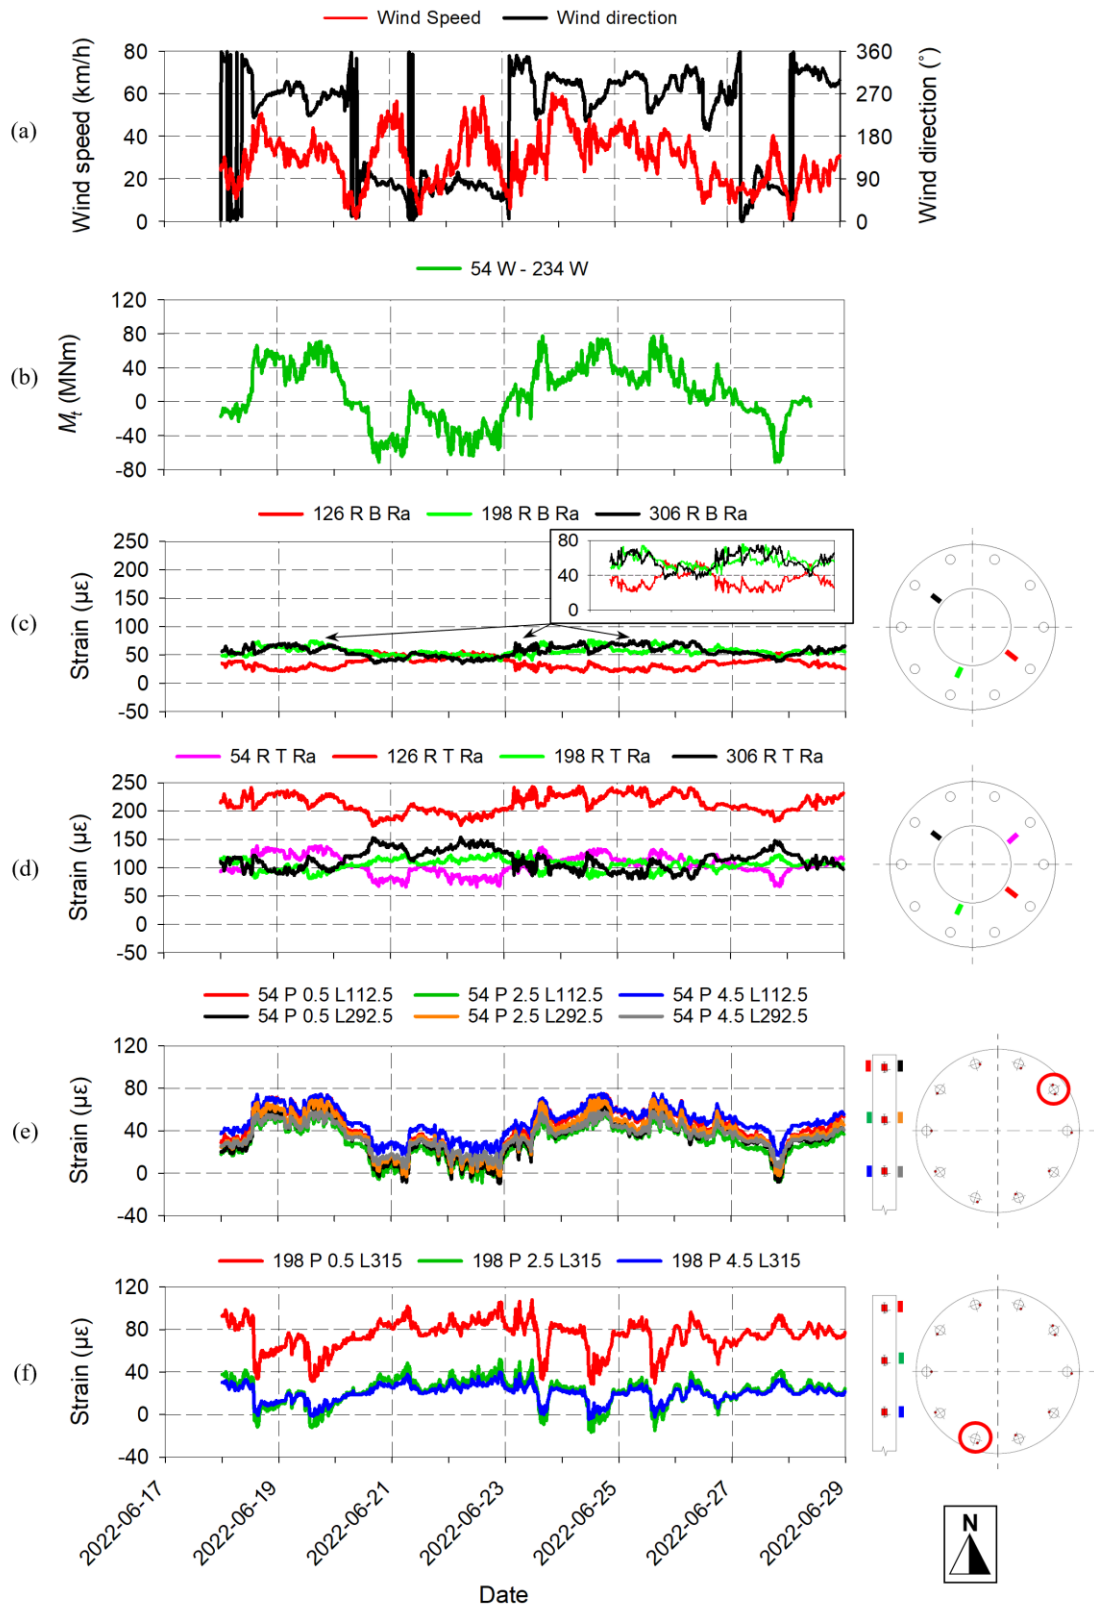 Wind Speed Wind direction
(a)
Wind speed (km/h)
80
60
40
20
0
360
270
180
90
0
Wind direction (°)
54 W - 234 W
(b)
Mt (MNm)
120
80
40
0
-40
-80
126 R B Ra 198 R B Ra 306 R B Ra
(c)
Strain (µε)
250
200
150
100
50
0
-50
80
40
0
54 R T Ra 126 R T Ra 198 R T Ra 306 R T Ra
(d)
Strain (µε)
250
200
150
100
50
0
-50
54 P 0.5 L112.5 54 P 2.5 L112.5 54 P 4.5 L112.5
54 P 0.5 L292.5 54 P 2.5 L292.5 54 P 4.5 L292.5
(e)
Strain (µε)
120
80
40
0
-40
198 P 0.5 L315 198 P 2.5 L315 198 P 4.5 L315
(f)
Strain (µε)
120
80
40
0
-40
2022-06-17 2022-06-19 2022-06-21 2022-06-23 2022-06-25 2022-06-27 2022-06-29
Date
N